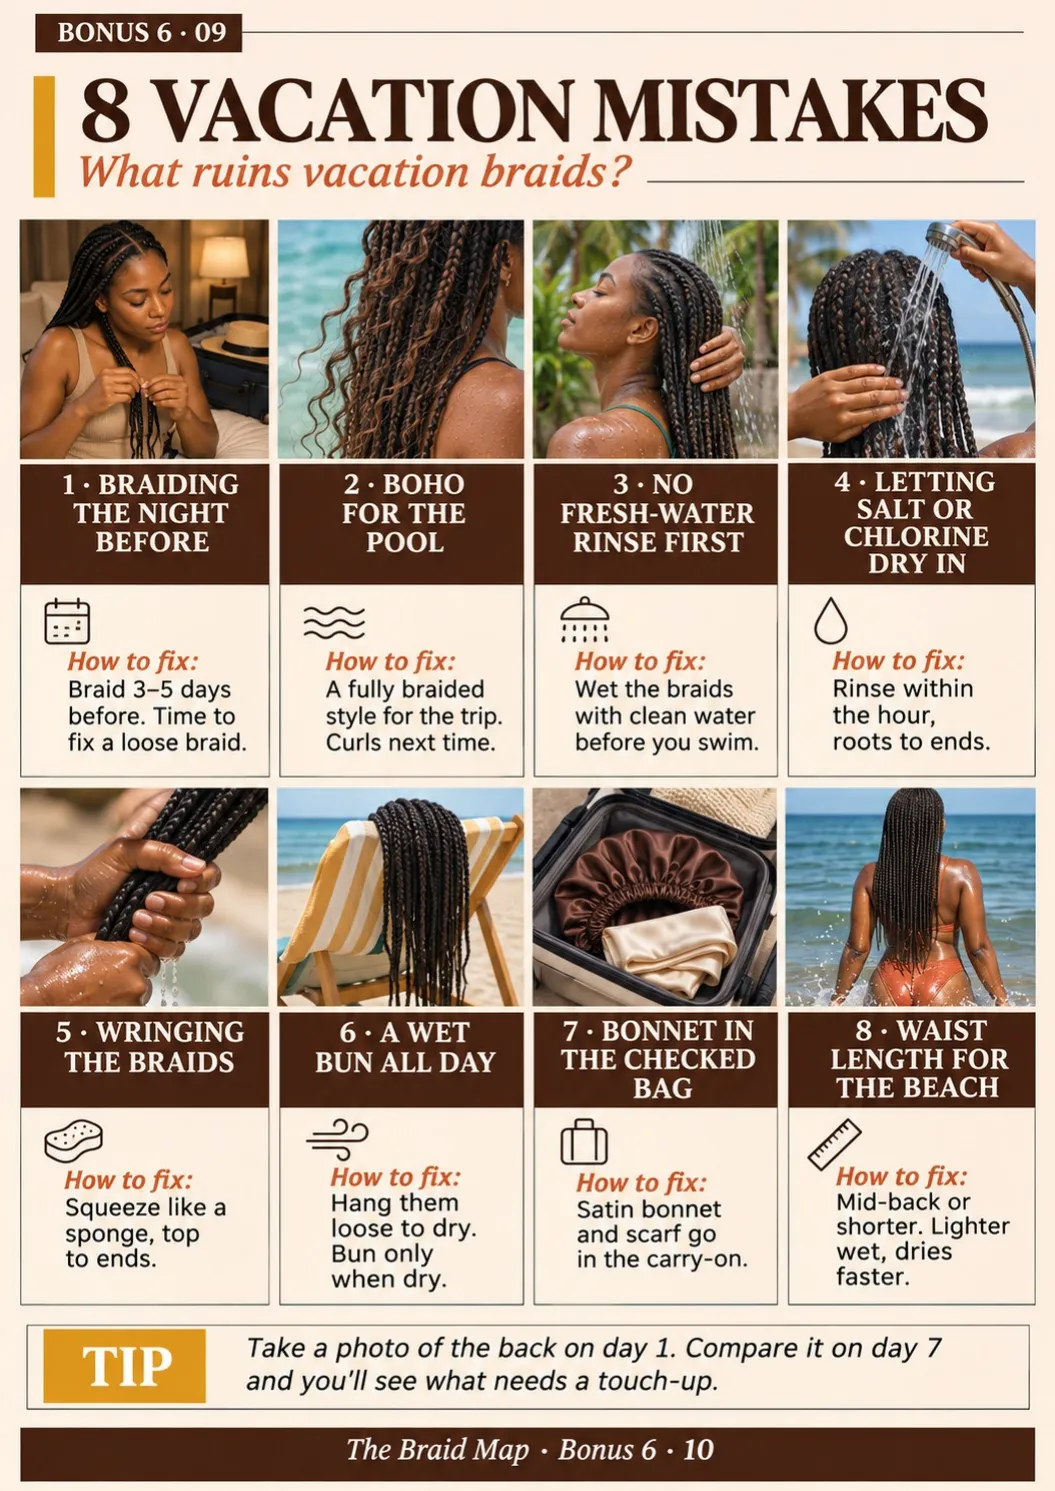 BONUS 6 · 09
8 VACATION MISTAKES
What ruins vacation braids?
1 · BRAIDING
THE NIGHT
BEFORE
How to fix:
Braid 3–5 days
before. Time to
fix a loose braid.
2 · BOHO
FOR THE
POOL
How to fix:
A fully braided
style for the trip.
Curls next time.
3 · NO
FRESH-WATER
RINSE FIRST
How to fix:
Wet the braids
with clean water
before you swim.
4 · LETTING
SALT OR
CHLORINE
DRY IN
How to fix:
Rinse within
the hour,
roots to ends.
5 · WRINGING
THE BRAIDS
How to fix:
Squeeze like a
sponge, top
to ends.
6 · A WET
BUN ALL DAY
How to fix:
Hang them
loose to dry.
Bun only
when dry.
7 · BONNET IN
THE CHECKED
BAG
How to fix:
Satin bonnet
and scarf go
in the carry-on.
8 · WAIST
LENGTH FOR
THE BEACH
How to fix:
Mid-back or
shorter. Lighter
wet, dries
faster.
TIP
Take a photo of the back on day 1. Compare it on day 7
and you'll see what needs a touch-up.
The Braid Map · Bonus 6 · 10